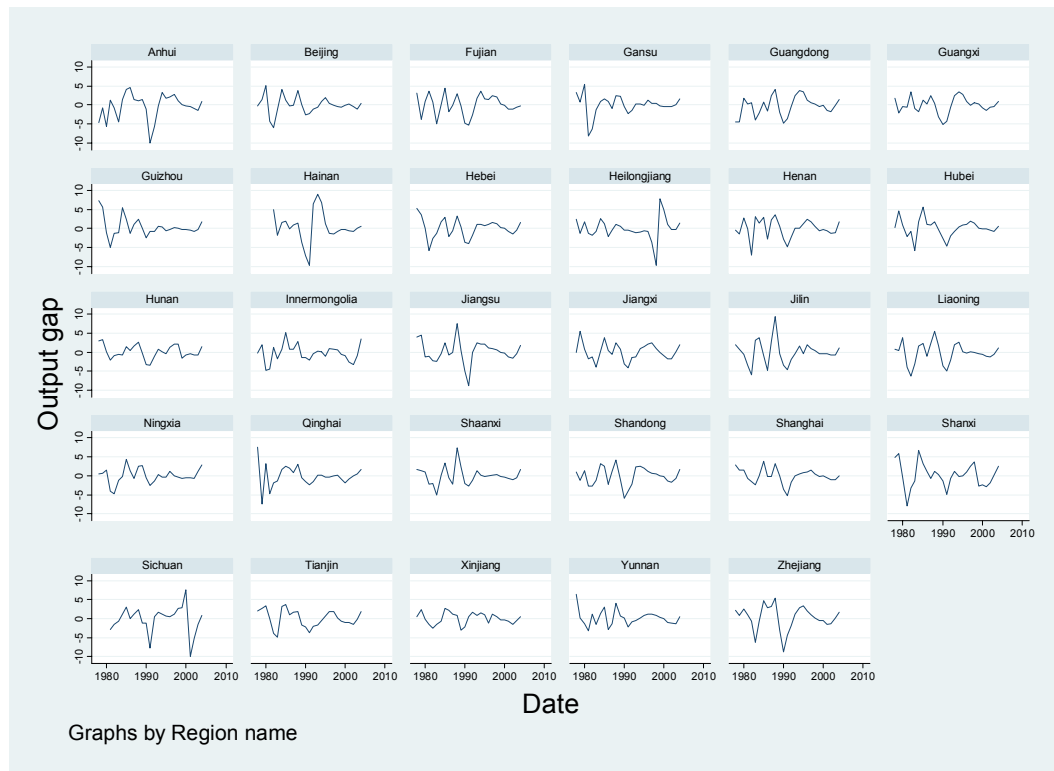 Anhui Beijing Fujian Gansu Guangdong Guangxi
10
5
0
-5
-10
Guizhou Hainan Hebei Heilongjiang Henan Hubei
10
5
0
-5
-10
Hunan Innermongolia Jiangsu Jiangxi Jilin Liaoning
10
5
0
-5
-10
Ningxia Qinghai Shaanxi Shandong Shanghai Shanxi
10
5
0
-5
-10
1980 1990 2000 2010
Sichuan Tianjin Xinjiang Yunnan Zhejiang
10
5
0
-5
-10
1980 1990 2000 2010 1980 1990 2000 2010 1980 1990 2000 2010 1980 1990 2000 2010 1980 1990 2000 2010
Output gap
Date
Graphs by Region name